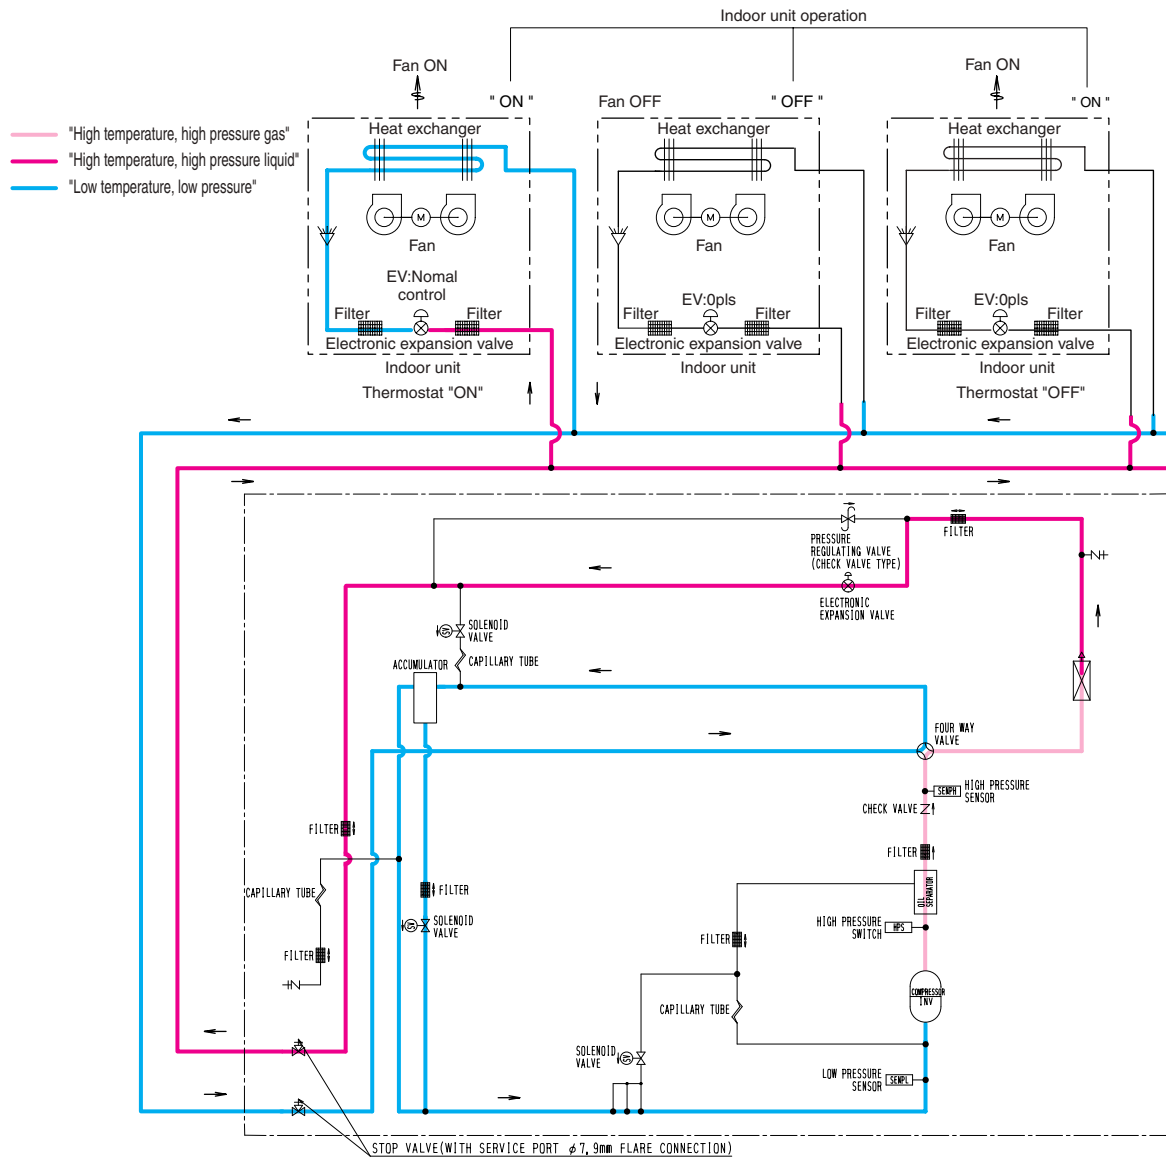 Indoor unit operation
Fan ON
" ON "
Fan OFF
" OFF "
Fan ON
" ON "
"High temperature, high pressure gas"
"High temperature, high pressure liquid"
"Low temperature, low pressure"
Heat exchanger
Heat exchanger
Heat exchanger
M
M
M
Fan
Fan
Fan
EV:Nomal
control
EV:0pls
EV:0pls
Filter
Filter
Filter
Filter
Filter
Filter
Electronic expansion valve
Electronic expansion valve
Electronic expansion valve
Indoor unit
Indoor unit
Indoor unit
Thermostat "ON"
Thermostat "OFF"
PRESSURE
REGULATING VALVE
(CHECK VALVE TYPE)
FILTER
ELECTRONIC
EXPANSION VALVE
SV
SOLENOID
VALVE
ACCUMULATOR
CAPILLARY TUBE
FOUR WAY
VALVE
SENPH
HIGH PRESSURE
SENSOR
CHECK VALVE
FILTER
FILTER
CAPILLARY TUBE
FILTER
OIL
SEPARATOR
SV
SOLENOID
VALVE
HIGH PRESSURE
SWITCH
HPS
FILTER
FILTER
COMPRESSOR
INV
CAPILLARY TUBE
SOLENOID
VALVE
SV
LOW PRESSURE
SENSOR
SENPL
STOP VALVE(WITH SERVICE PORT φ7,9mm FLARE CONNECTION)